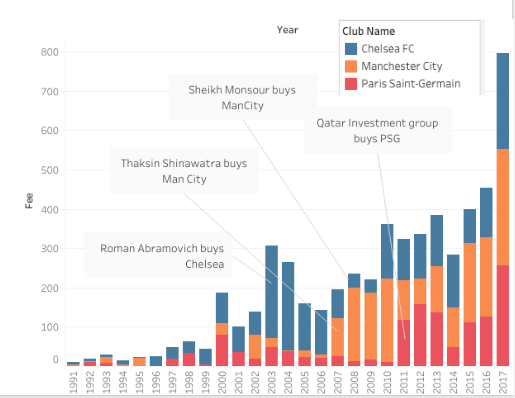 Year
Club Name
Chelsea FC
Manchester City
Paris Saint-Germain
Sheikh Monsour buys
ManCity
Qatar Investment group
buys PSG
Thaksin Shinawatra buys
Man City
Roman Abramovich buys
Chelsea
Fee
800
700
600
500
400
300
200
100
0
1991 1992 1993 1994 1995 1996 1997 1998 1999 2000 2001 2002 2003 2004 2005 2006 2007 2008 2009 2010 2011 2012 2013 2014 2015 2016 2017